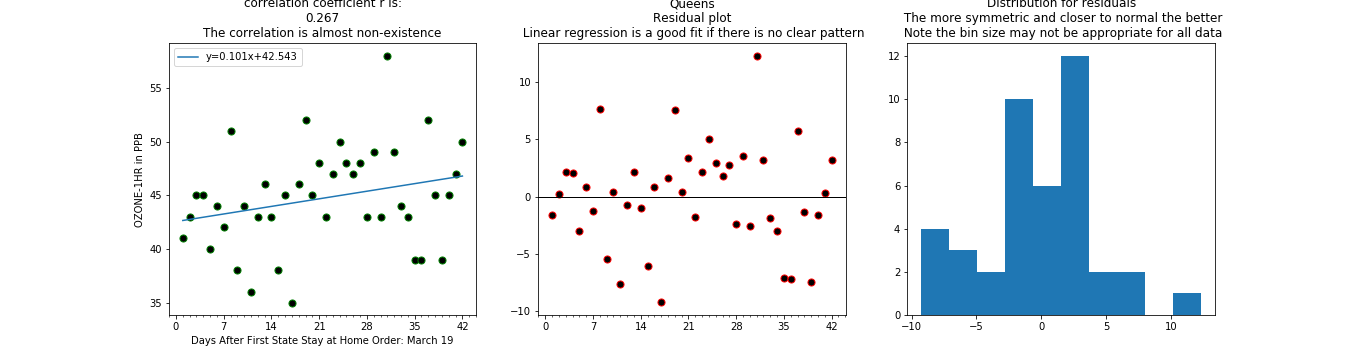 correlation coefficient r is:
0.267
The correlation is almost non-existence
y=0.101x+42.543
OZONE-1HR in PPB
55
50
45
40
35
0 7 14 21 28 35 42
Days After First State Stay at Home Order: March 19
Queens
Residual plot
Linear regression is a good fit if there is no clear pattern
10
5
0
−5
−10
0 7 14 21 28 35 42
Distribution for residuals
The more symmetric and closer to normal the better
Note the bin size may not be appropriate for all data
12
10
8
6
4
2
0
−10 −5 0 5 10